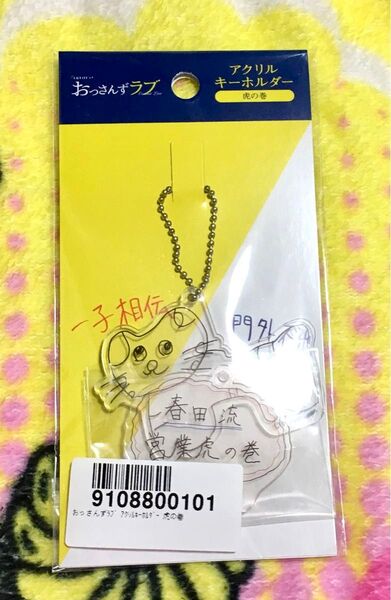 おっさんずラブ
アクリル
キーホルダー
虎の巻
一子相伝
門外
春田流
営業虎の巻
9108800101
おっさんずﾗﾌﾞ ｱｸﾘﾙｷｰﾎﾙﾀﾞｰ 虎の巻